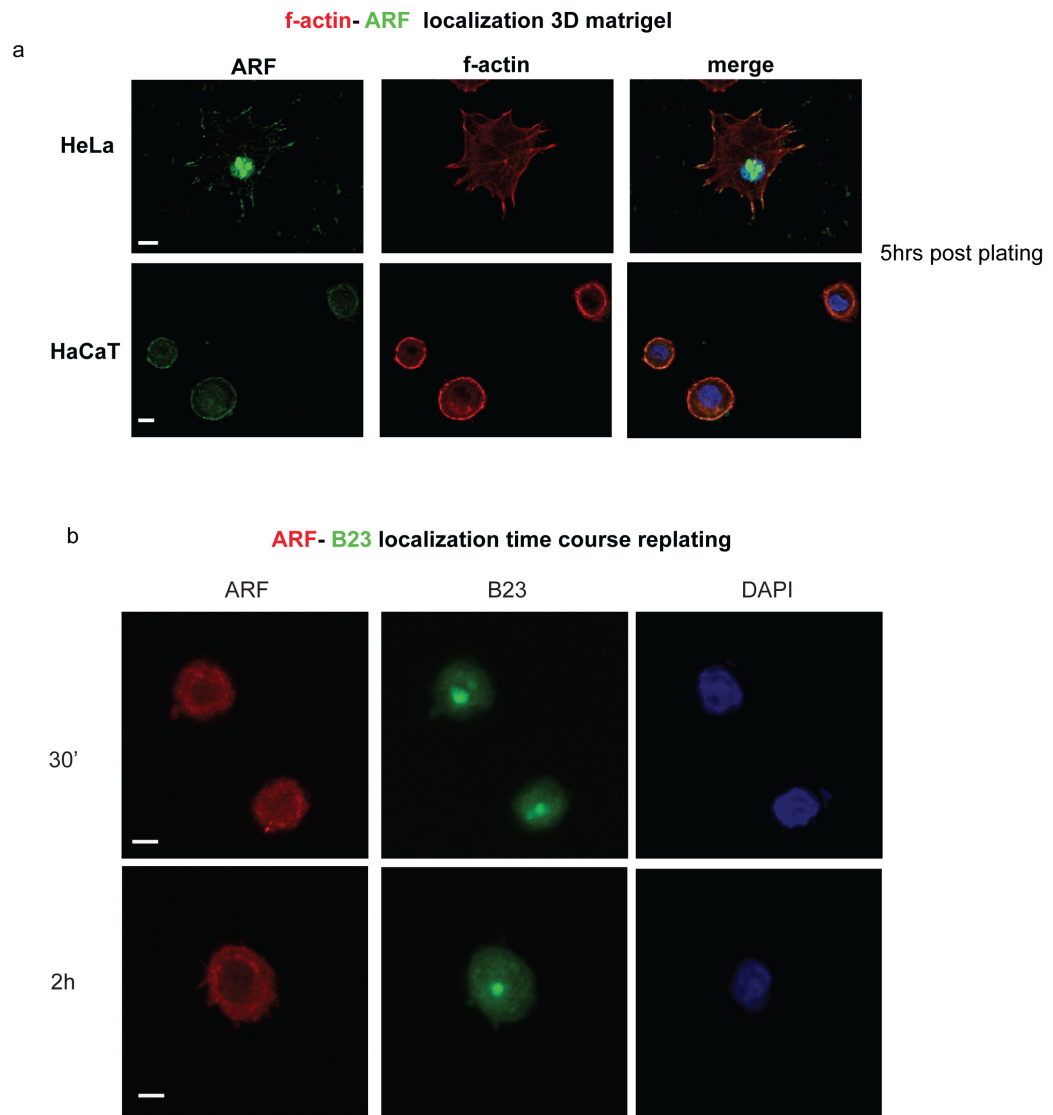 f-actin- ARF localization 3D matrigel
a
ARF f-actin merge
HeLa
5hrs post plating
HaCaT
b
ARF- B23 localization time course replating
ARF B23 DAPI
30’
2h